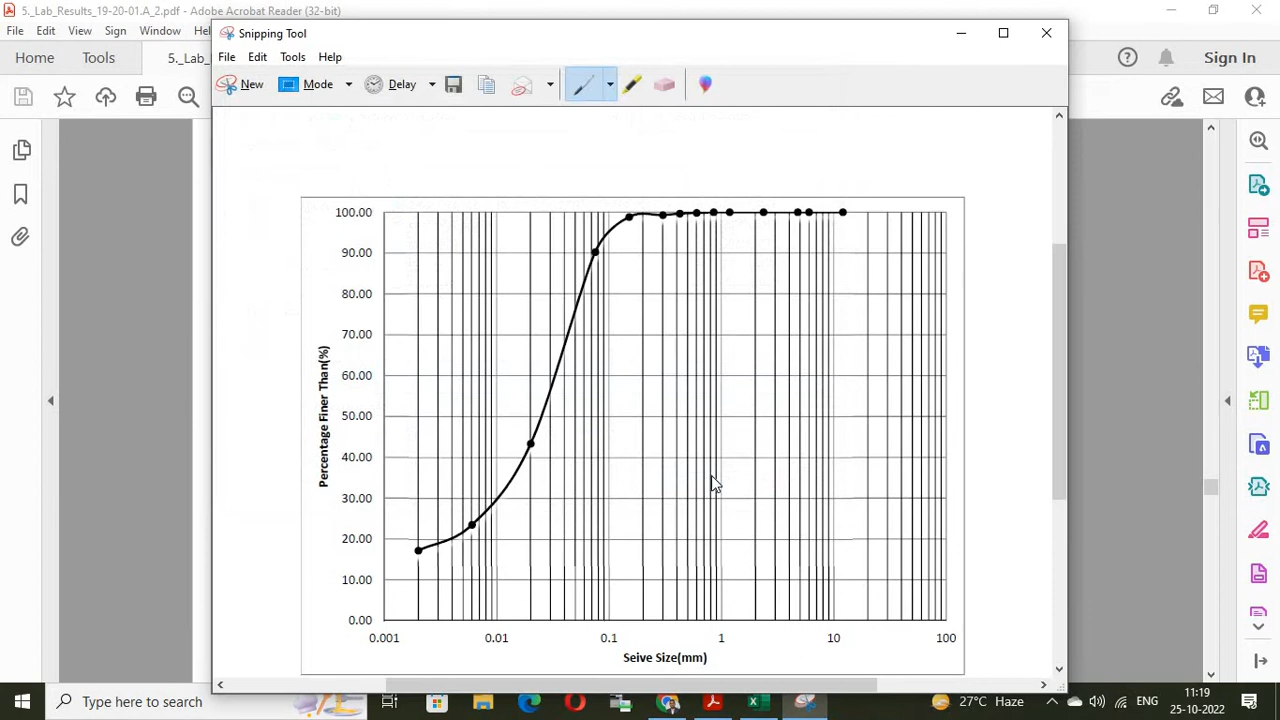 5._Lab_Results_19-20-01.A_2.pdf - Adobe Acrobat Reader (32-bit)
File Edit View Sign Window
Home Tools 5._Lab_ Sign In
Snipping Tool
File Edit Tools Help
New Mode Delay
100.00
90.00
80.00
70.00
60.00
50.00
40.00
30.00
20.00
10.00
0.00
Percentage Finer Than(%)
0.001 0.01 0.1 1 10 100
Seive Size(mm)
Type here to search
27°C Haze
ENG
11:19
25-10-2022